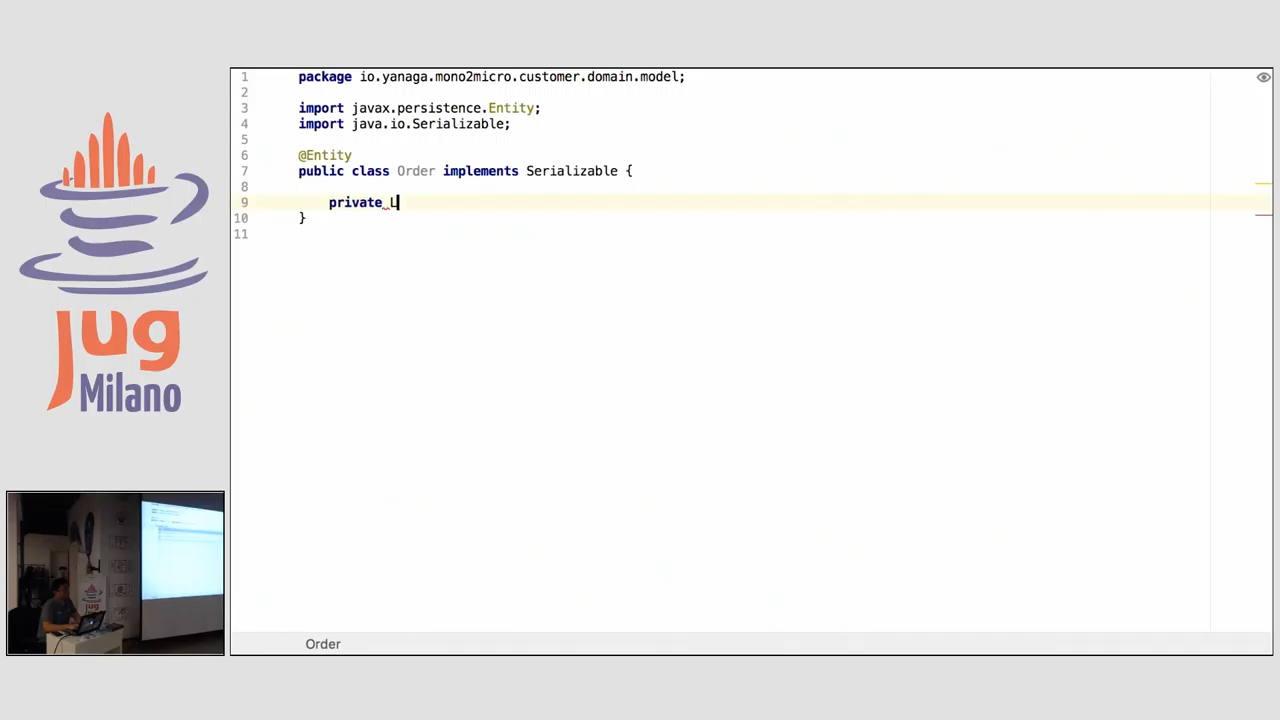 1 package io.yanaga.mono2micro.customer.domain.model;
2
3 import javax.persistence.Entity;
4 import java.io.Serializable;
5
6 @Entity
7 public class Order implements Serializable {
8
9 private L
10 }
11
Order
jug
Milano